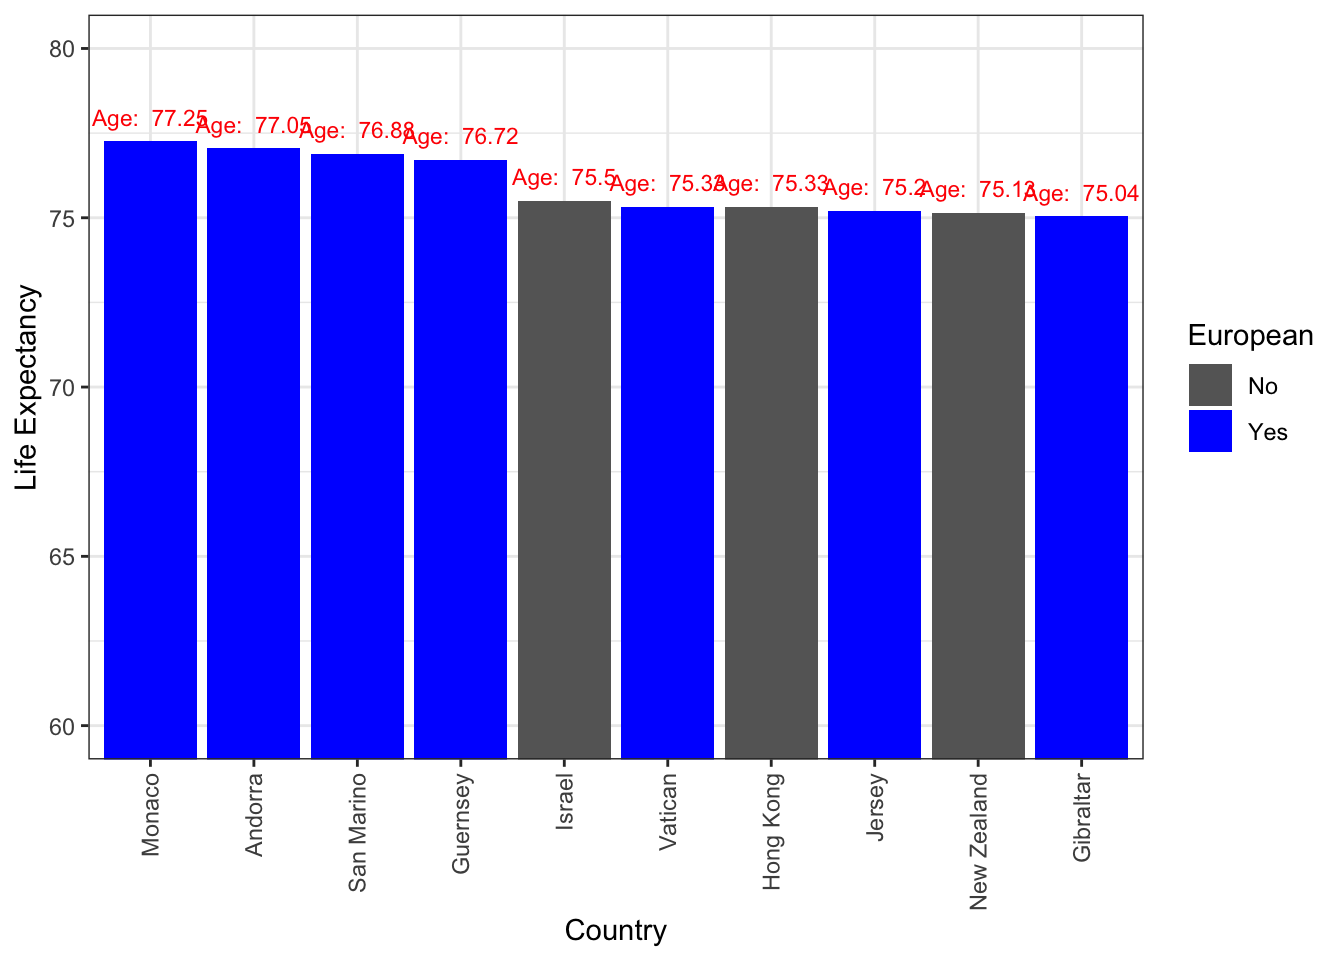 80
75
70
65
60
Life Expectancy
Age: 77.25
Age: 77.05
Age: 76.88
Age: 76.72
Age: 75.5
Age: 75.33
Age: 75.33
Age: 75.2
Age: 75.13
Age: 75.04
Monaco
Andorra
San Marino
Guernsey
Israel
Vatican
Hong Kong
Jersey
New Zealand
Gibraltar
Country
European
No
Yes